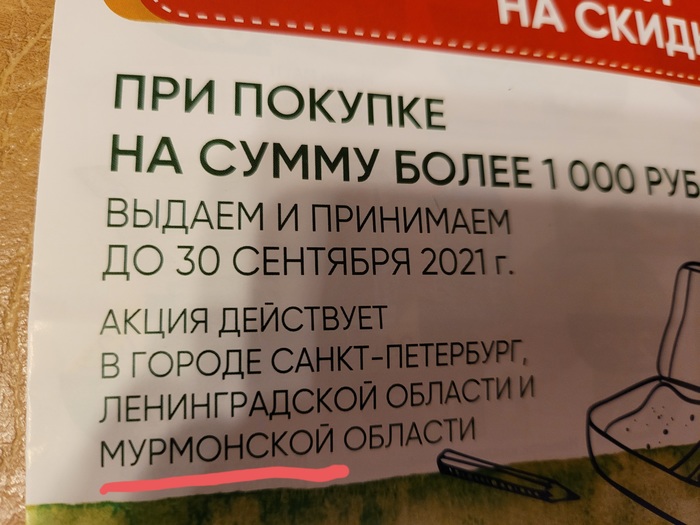 НА СКИД
ПРИ ПОКУПКЕ
НА СУММУ БОЛЕЕ 1 000 РУБ
ВЫДАЕМ И ПРИНИМАЕМ
ДО 30 СЕНТЯБРЯ 2021 г.
АКЦИЯ ДЕЙСТВУЕТ
В ГОРОДЕ САНКТ-ПЕТЕРБУРГ,
ЛЕНИНГРАДСКОЙ ОБЛАСТИ И
МУРМОНСКОЙ ОБЛАСТИ